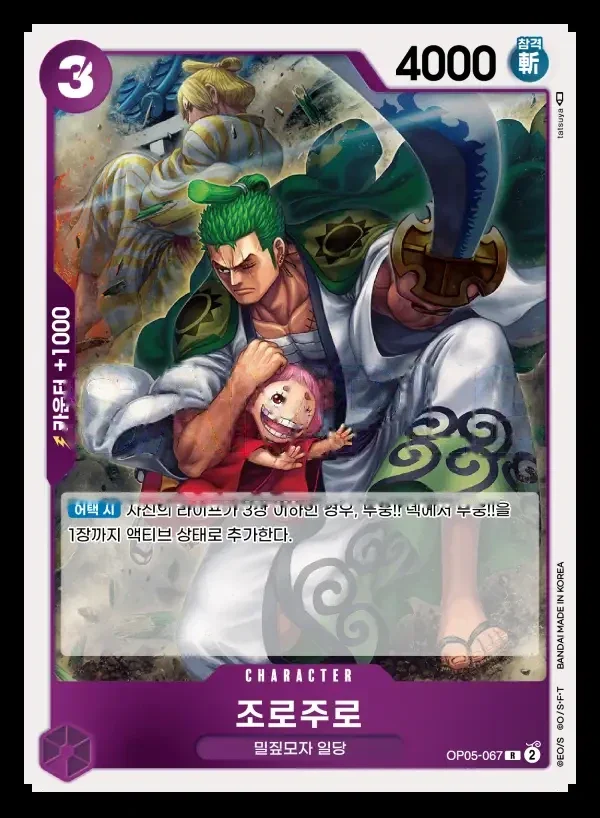 3
4000
참격
斬
tatsuya
카운터 +1000
어택 시 자신의 라이프가 3장 이하인 경우, 두웅!! 덱에서 두웅!!을
1장까지 액티브 상태로 추가한다.
CHARACTER
조로주로
밀짚모자 일당
OP05-067 R 2
©EO/S ©O/S·F·T BANDAI MADE IN KOREA